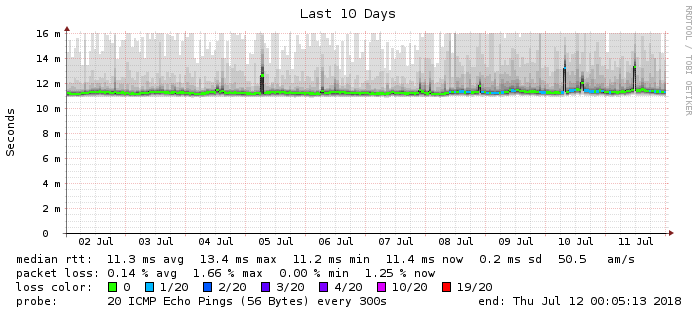 Last 10 Days
RRDTOOL / TOBI OETIKER
Seconds
16 m
14 m
12 m
10 m
8 m
6 m
4 m
2 m
0
02 Jul 03 Jul 04 Jul 05 Jul 06 Jul 07 Jul 08 Jul 09 Jul 10 Jul 11 Jul
median rtt: 11.3 ms avg 13.4 ms max 11.2 ms min 11.4 ms now 0.2 ms sd 50.5 am/s
packet loss: 0.14 % avg 1.66 % max 0.00 % min 1.25 % now
loss color: 0 1/20 2/20 3/20 4/20 10/20 19/20
probe: 20 ICMP Echo Pings (56 Bytes) every 300s end: Thu Jul 12 00:05:13 2018